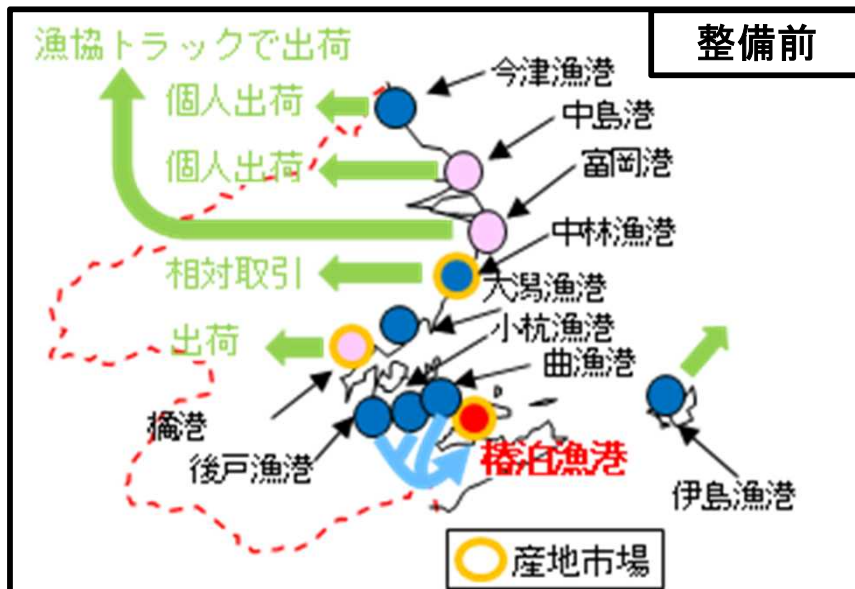 整備前
漁協トラックで出荷
今津漁港
個人出荷
中島港
個人出荷
富岡港
中林漁港
相対取引
大潟漁港
小杭漁港
出荷
曲漁港
橘港
後戸漁港
椿泊漁港
伊島漁港
産地市場